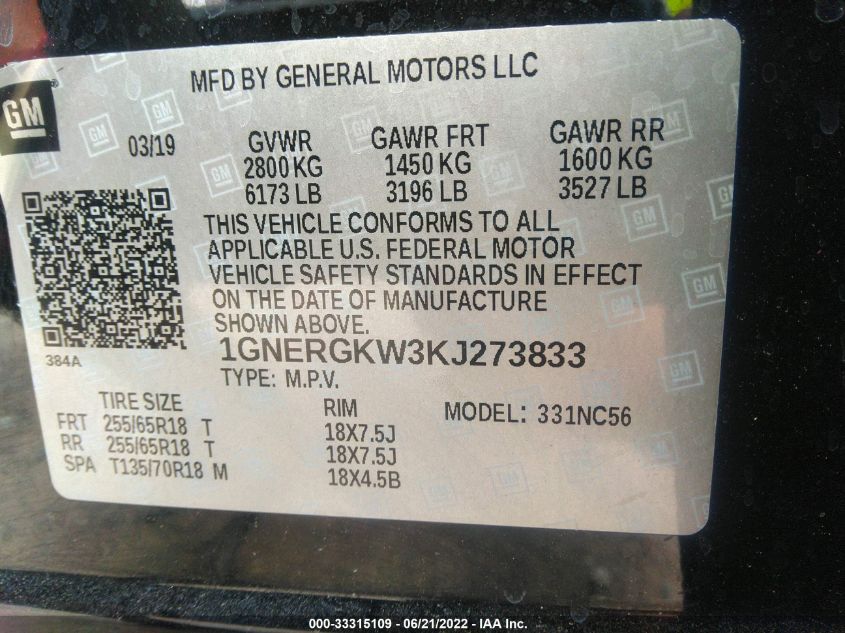 MFD BY GENERAL MOTORS LLC
GM
03/19
GVWR GAWR FRT GAWR RR
2800 KG 1450 KG 1600 KG
6173 LB 3196 LB 3527 LB
THIS VEHICLE CONFORMS TO ALL
APPLICABLE U.S. FEDERAL MOTOR
VEHICLE SAFETY STANDARDS IN EFFECT
ON THE DATE OF MANUFACTURE
SHOWN ABOVE.
384A
1GNERGKW3KJ273833
TYPE: M.P.V.
TIRE SIZE RIM MODEL: 331NC56
FRT 255/65R18 T 18X7.5J
RR 255/65R18 T 18X7.5J
SPA T135/70R18 M 18X4.5B
000-33315109 - 06/21/2022 - IAA Inc.